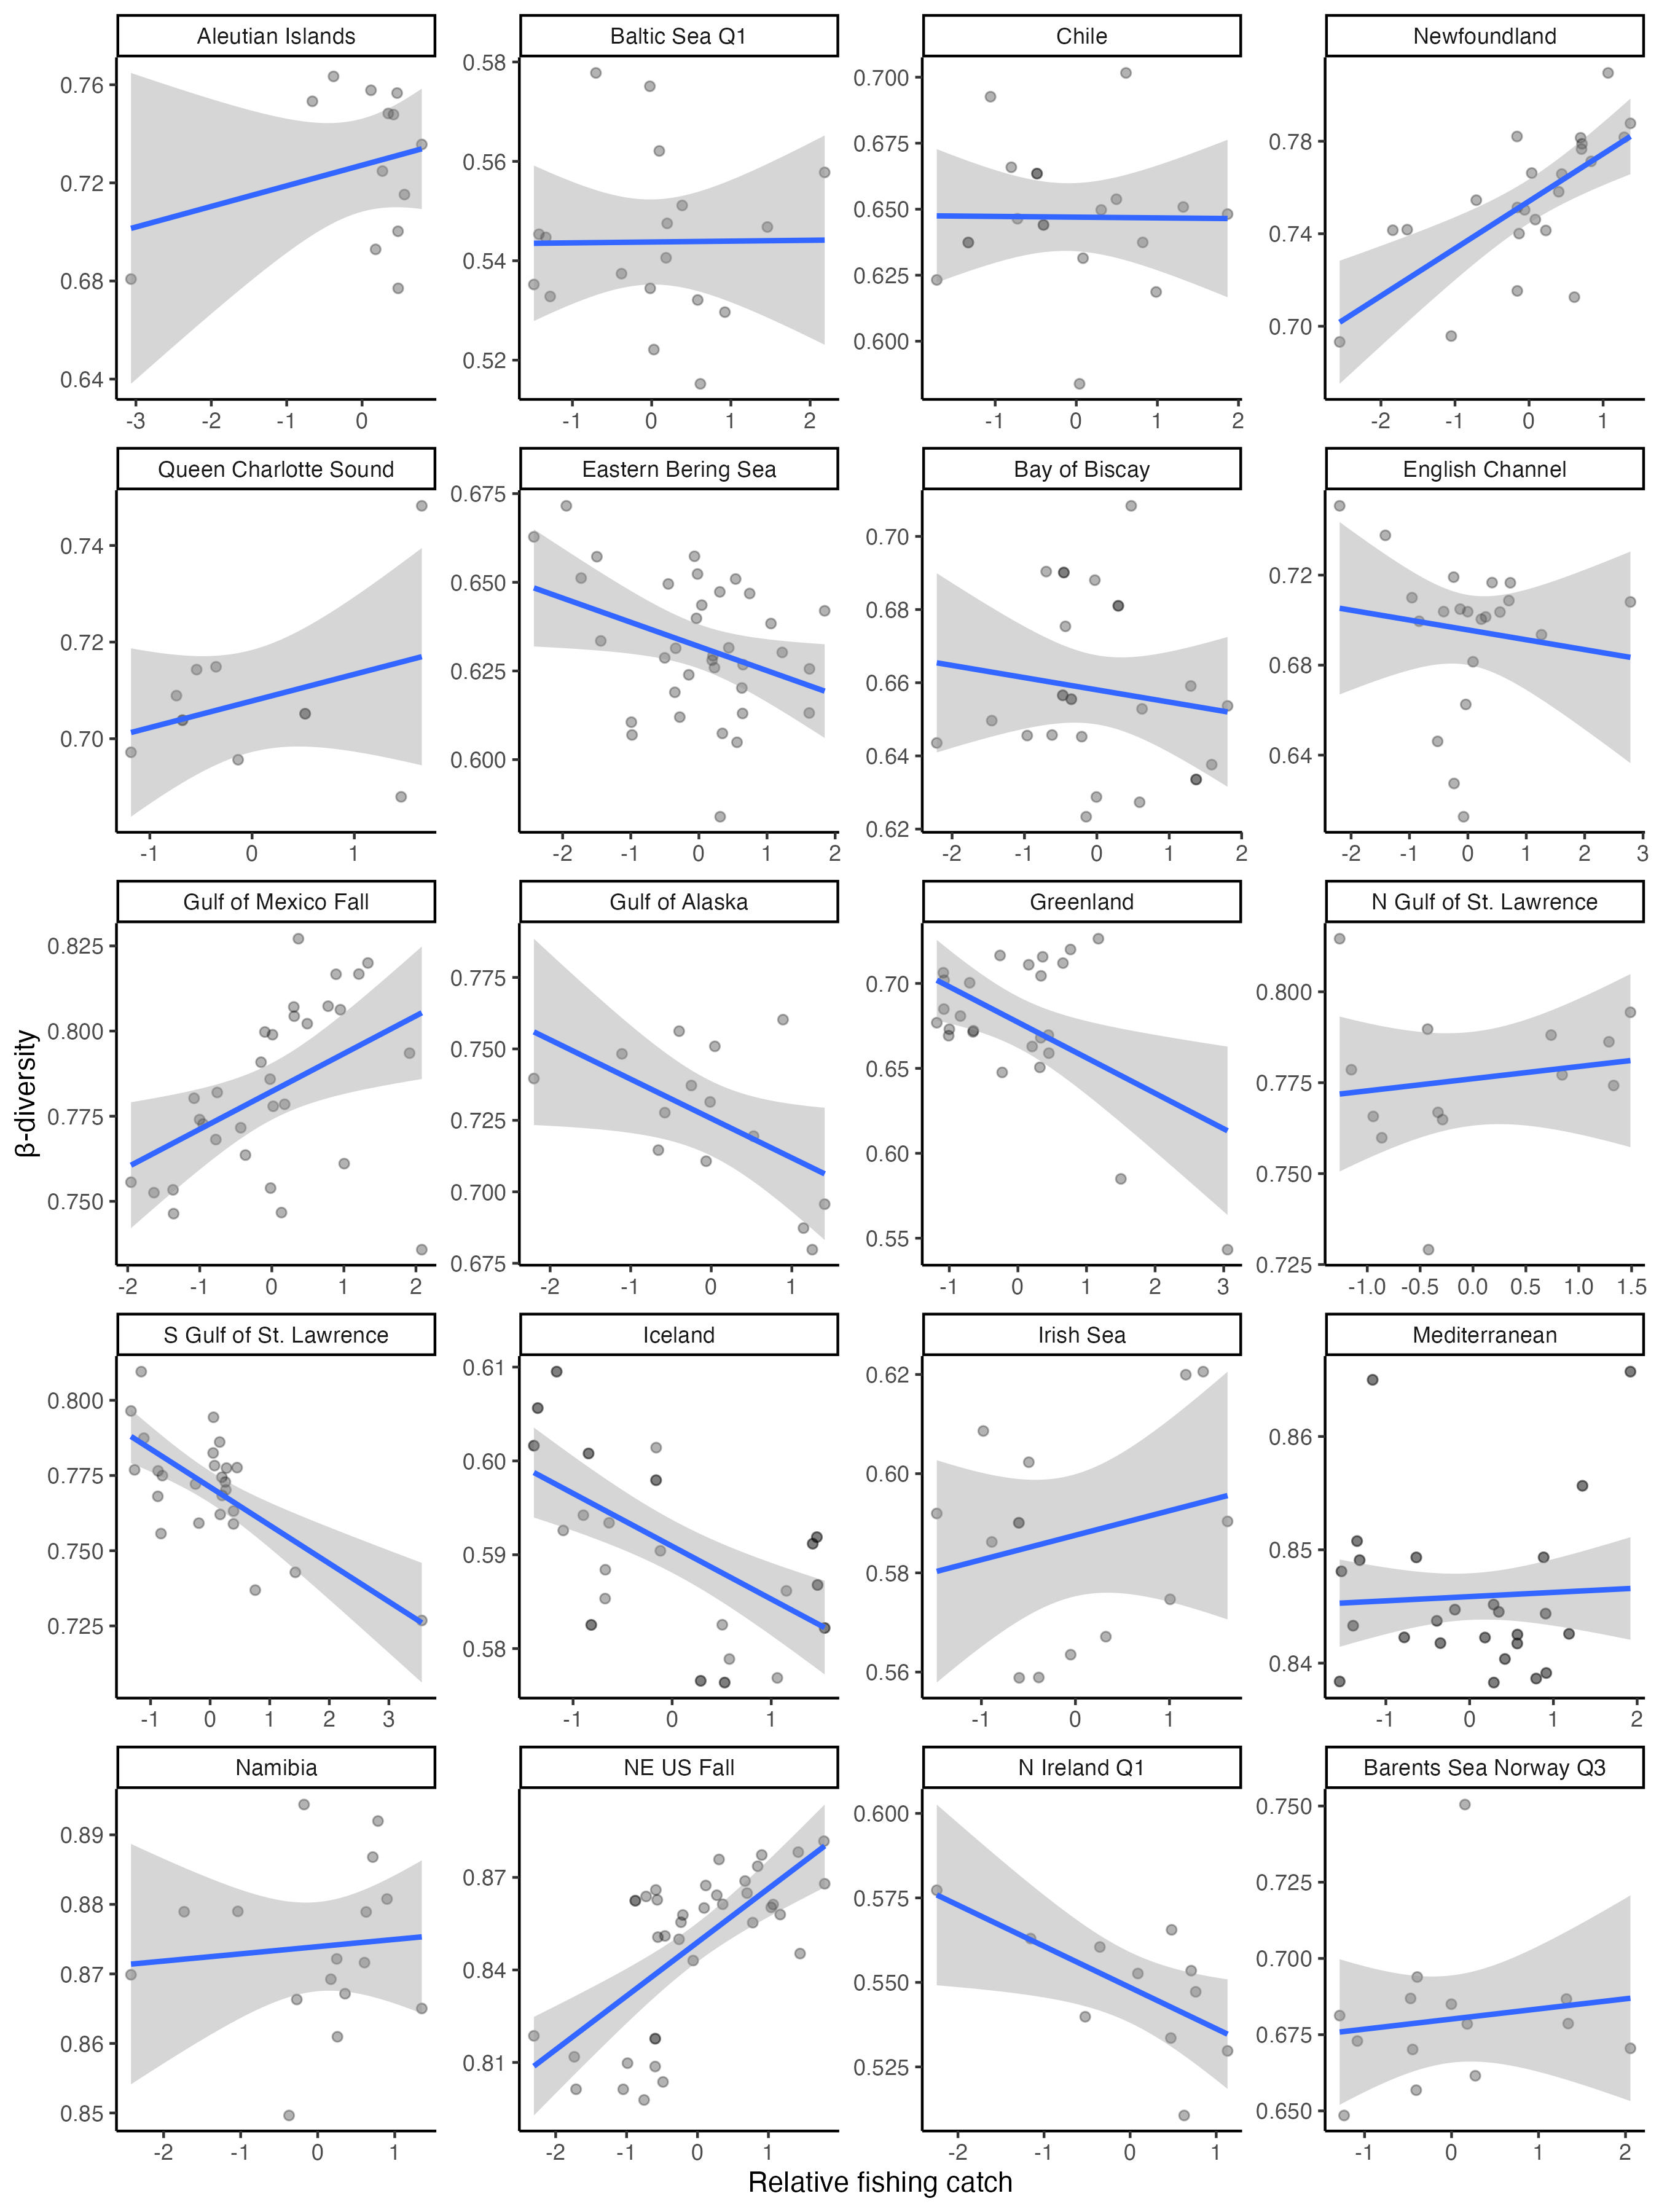 Aleutian Islands Baltic Sea Q1 Chile Newfoundland
0.76 0.72 0.68 0.64
-3 -2 -1 0
0.58 0.56 0.54 0.52
-1 0 1 2
0.700 0.675 0.650 0.625 0.600
-1 0 1 2
0.78 0.74 0.70
-2 -1 0 1
Queen Charlotte Sound Eastern Bering Sea Bay of Biscay English Channel
0.74 0.72 0.70
-1 0 1
0.675 0.650 0.625 0.600
-2 -1 0 1 2
0.70 0.68 0.66 0.64 0.62
-2 -1 0 1 2
0.72 0.68 0.64
-2 -1 0 1 2 3
Gulf of Mexico Fall Gulf of Alaska Greenland N Gulf of St. Lawrence
0.825 0.800 0.775 0.750
-2 -1 0 1 2
0.775 0.750 0.725 0.700 0.675
-2 -1 0 1
0.70 0.65 0.60 0.55
-1 0 1 2 3
0.800 0.775 0.750 0.725
-1.0 -0.5 0.0 0.5 1.0 1.5
β-diversity
S Gulf of St. Lawrence Iceland Irish Sea Mediterranean
0.800 0.775 0.750 0.725
-1 0 1 2 3
0.61 0.60 0.59 0.58
-1 0 1
0.62 0.60 0.58 0.56
-1 0 1
0.86 0.85 0.84
-1 0 1 2
Namibia NE US Fall N Ireland Q1 Barents Sea Norway Q3
0.89 0.88 0.87 0.86 0.85
-2 -1 0 1
0.87 0.84 0.81
-2 -1 0 1
0.600 0.575 0.550 0.525
-2 -1 0 1
0.750 0.725 0.700 0.675 0.650
-1 0 1 2
Relative fishing catch